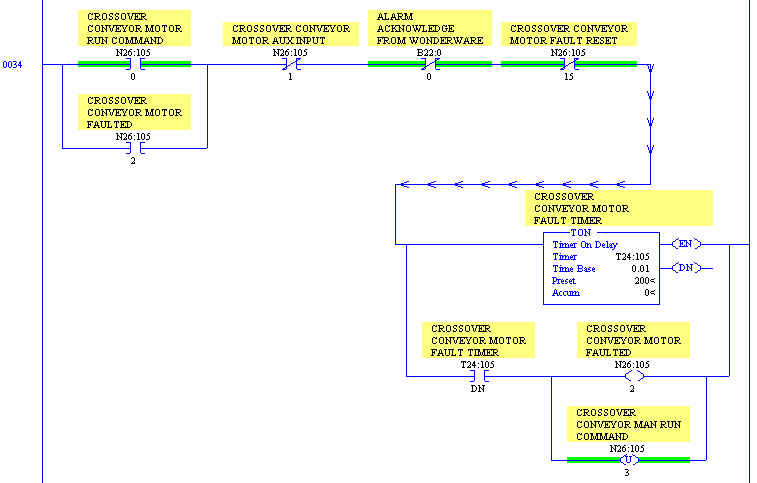 CROSSOVER
CONVEYOR MOTOR
RUN COMMAND
N26:105
0
CROSSOVER CONVEYOR
MOTOR AUX INPUT
N26:105
1
ALARM
ACKNOWLEDGE
FROM WONDERWARE
B22:0
0
CROSSOVER CONVEYOR
MOTOR FAULT RESET
N26:105
15
0034
CROSSOVER
CONVEYOR MOTOR
FAULTED
N26:105
2
CROSSOVER
CONVEYOR MOTOR
FAULT TIMER
TON
Timer On Delay
Timer T24:105
Time Base 0.01
Preset 200<
Accum 0<
EN
DN
CROSSOVER
CONVEYOR MOTOR
FAULT TIMER
T24:105
DN
CROSSOVER
CONVEYOR MOTOR
FAULTED
N26:105
2
CROSSOVER
CONVEYOR MAN RUN
COMMAND
N26:105
U
3